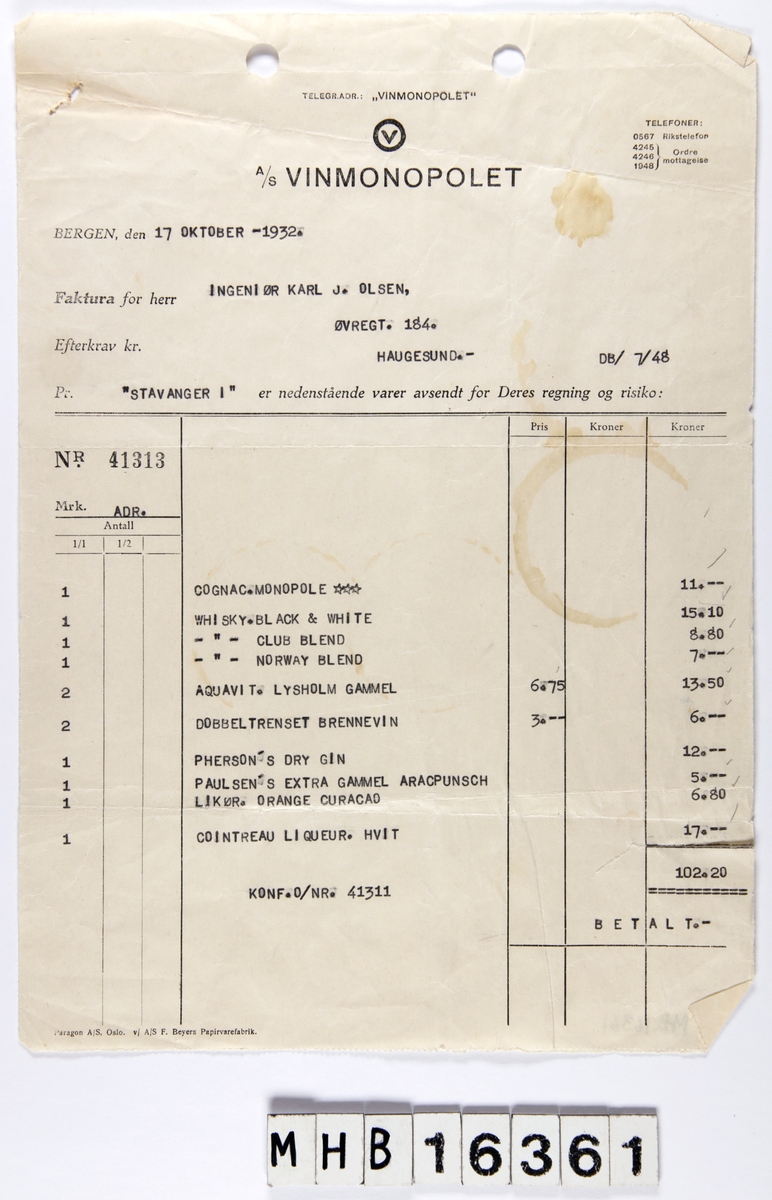 TELEGR.ADR.: „VINMONOPOLET"
TELEFONER:
0567 Rikstelefon
4245
4246
1948
Ordre
mottagelse
V
A/S VINMONOPOLET
BERGEN, den 17 OKTOBER -1932.
Faktura for herr INGENIØR KARL J. OLSEN,
ØVREGT. 184.
Efterkrav kr.
HAUGESUND.- DB/ 7/48
Pr. "STAVANGER I" er nedenstående varer avsendt for Deres regning og risiko:
Pris Kroner Kroner
NR. 41313
Mrk. ADR.
Antall
1/1 1/2
1 COGNAC.MONOPOLE ☆☆☆ 11.--
1 WHISKY.BLACK & WHITE 15.10
1 - " - CLUB BLEND 8.80
1 - " - NORWAY BLEND 7.--
2 AQUAVIT. LYSHOLM GAMMEL 6.75 13.50
2 DOBBELTRENSET BRENNEVIN 3.-- 6.--
1 PHERSON´S DRY GIN 12.--
1 PAULSEN´S EXTRA GAMMEL ARACPUNSCH 5.--
1 LIKØR. ORANGE CURACAO 6.80
1 COINTREAU LIQUEUR. HVIT 17.--
102.20
KONF.O/NR. 41311
BETALT.-
Paragon A/S, Oslo. v/ A/S F. Beyers Papirvarefabrik.
MHB 16361